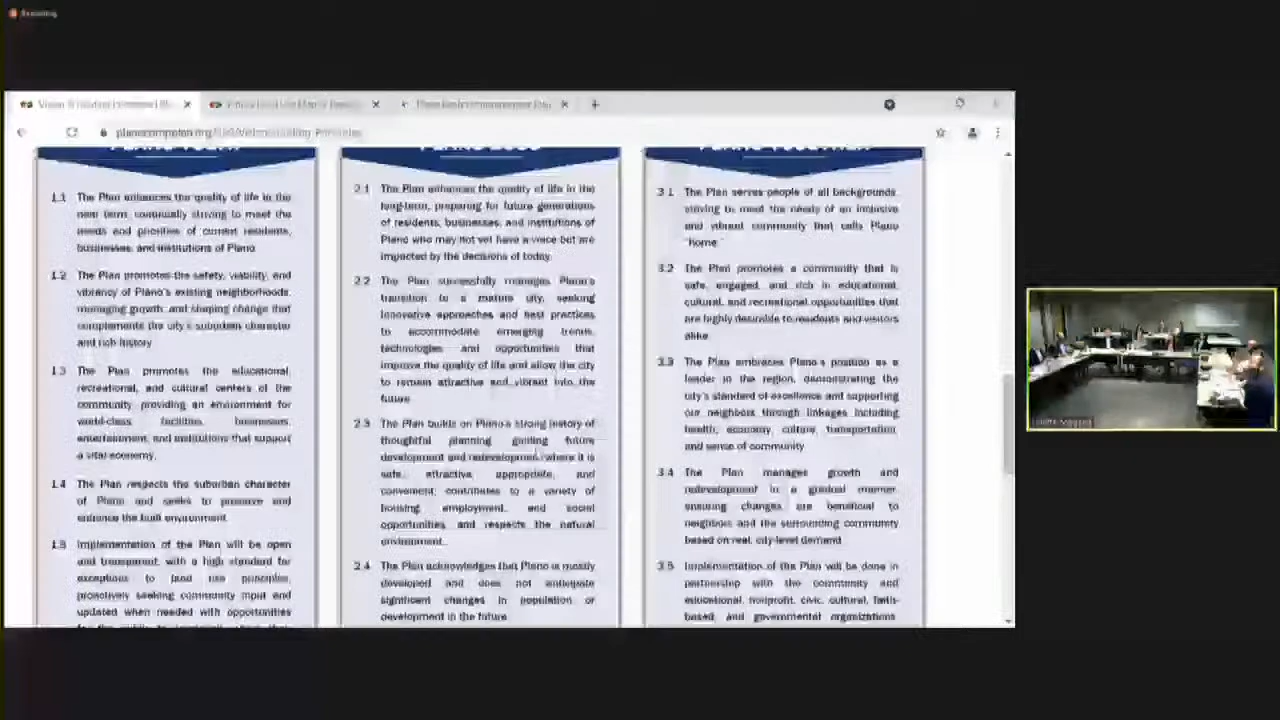 Recording
planocompplan.org
1.1 The Plan enhances the quality of life in the
near term, continually striving to meet the
needs and priorities of current residents,
businesses, and institutions of Plano.
1.2 The Plan promotes the safety, viability, and
vibrancy of Plano's existing neighborhoods,
managing growth and shaping change that
complements the city's suburban character
and rich history.
1.3 The Plan promotes the educational,
recreational, and cultural centers of the
community, providing an environment for
world-class facilities, businesses,
entertainment, and institutions that support
a vital economy.
1.4 The Plan respects the suburban character
of Plano and seeks to preserve and
enhance the built environment.
1.5 Implementation of the Plan will be open
and transparent, with a high standard for
exceptions to land use principles,
proactively seeking community input and
updated when needed with opportunities
2.1 The Plan enhances the quality of life in the
long-term, preparing for future generations
of residents, businesses, and institutions of
Plano who may not yet have a voice but are
impacted by the decisions of today.
2.2 The Plan successfully manages Plano's
transition to a mature city, seeking
innovative approaches and best practices
to accommodate emerging trends,
technologies and opportunities that
improve the quality of life and allow the city
to remain attractive and vibrant into the
future.
2.3 The Plan builds on Plano's strong history of
thoughtful planning guiding future
development and redevelopment where it is
safe, attractive, appropriate, and
convenient; contributes to a variety of
housing, employment, and social
opportunities; and respects the natural
environment.
2.4 The Plan acknowledges that Plano is mostly
developed and does not anticipate
significant changes in population or
development in the future.
3.1 The Plan serves people of all backgrounds,
striving to meet the needs of an inclusive
and vibrant community that calls Plano
"home."
3.2 The Plan promotes a community that is
safe, engaged, and rich in educational,
cultural, and recreational opportunities that
are highly desirable to residents and visitors
alike.
3.3 The Plan embraces Plano's position as a
leader in the region, demonstrating the
city's standard of excellence and supporting
our neighbors through linkages including
health, economy, culture, transportation,
and sense of community.
3.4 The Plan manages growth and
redevelopment in a gradual manner,
ensuring changes are beneficial to
neighbors and the surrounding community
based on real, city-level demand.
3.5 Implementation of the Plan will be done in
partnership with the community and
educational, nonprofit, civic, cultural, faith-
based, and governmental organizations